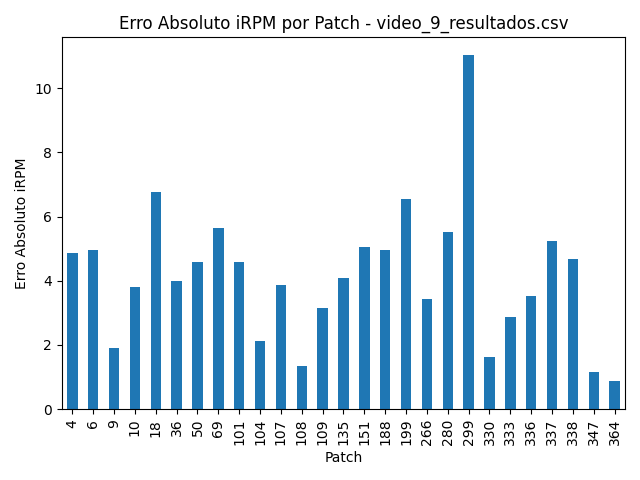 Erro Absoluto iRPM por Patch - video_9_resultados.csv
Erro Absoluto iRPM
10
8
6
4
2
0
4 6 9 10 18 36 50 69 101 104 107 108 109 135 151 188 199 266 280 299 330 333 336 337 338 347 364
Patch